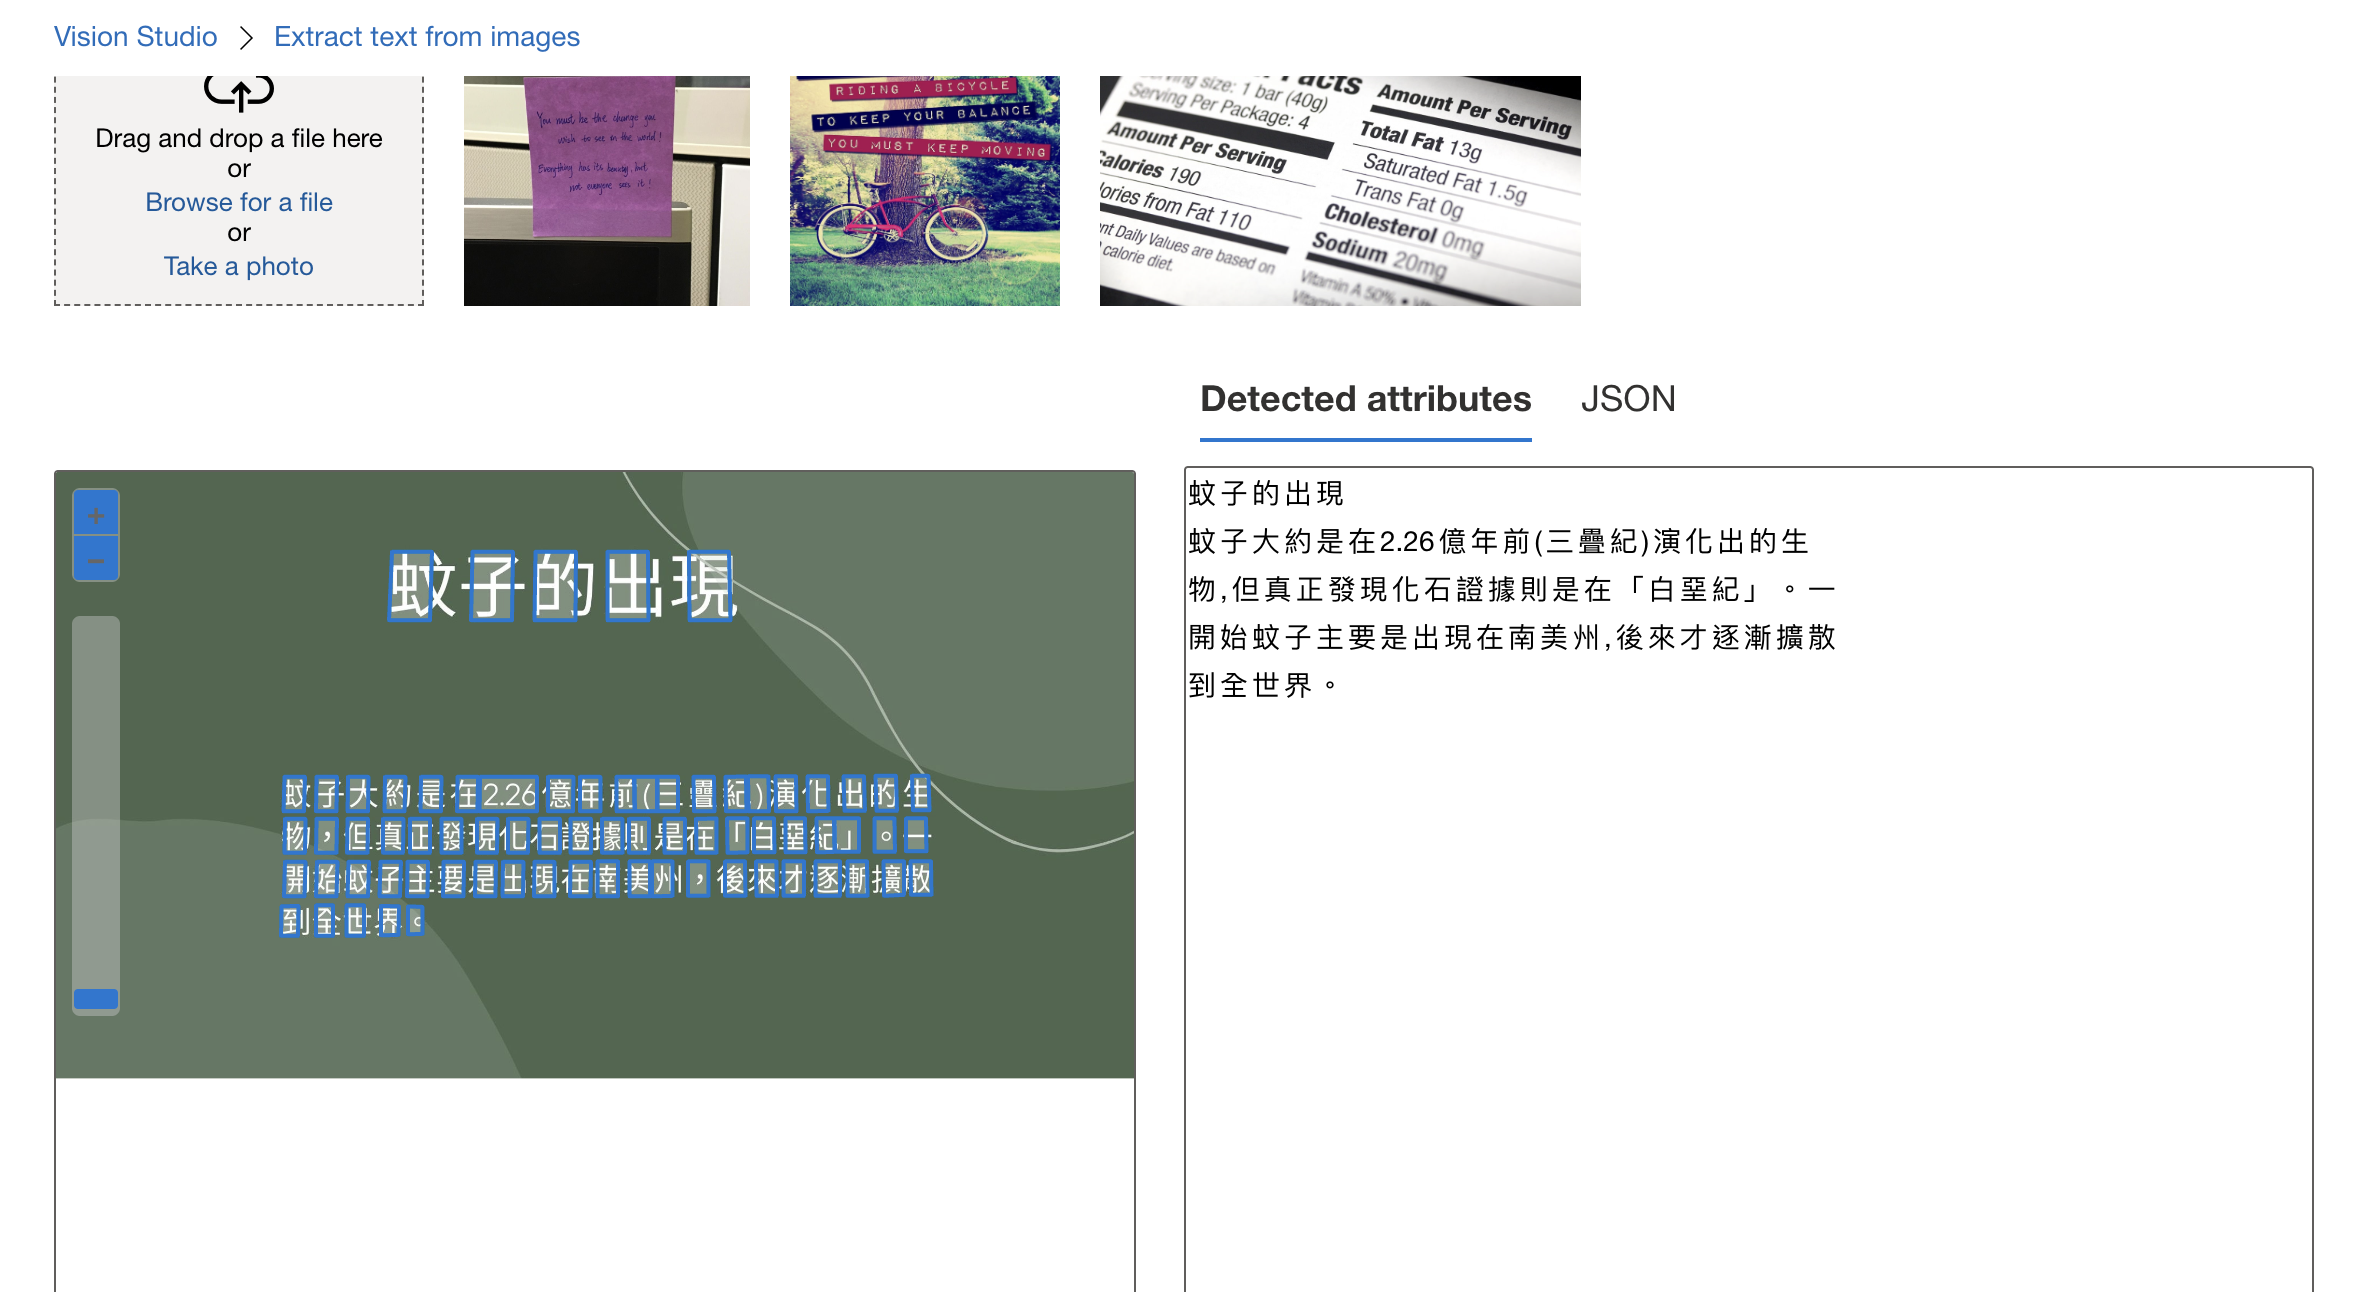 Vision Studio > Extract text from images
Drag and drop a file here
or
Browse for a file
or
Take a photo
You must be the change you
wish to see in the world!
Everything has its beauty, but
not everyone sees it!
RIDING A BICYCLE
TO KEEP YOUR BALANCE
YOU MUST KEEP MOVING
Facts
size: 1 bar (40g)
Serving Per Package: 4
Amount Per Serving
Calories 190
ories from Fat 110
nt Daily Values are based on
calorie diet.
Amount Per Serving
Total Fat 13g
Saturated Fat 1.5g
Trans Fat 0g
Cholesterol 0mg
Sodium 20mg
Vitamin A 50% •
Detected attributes
JSON
+
−
蚊子的出現
蚊子大約是在2.26億年前(三疊紀)演化出的生
物，但真正發現化石證據則是在「白堊紀」。一
開始蚊子主要是出現在南美州，後來才逐漸擴散
到全世界。
蚊子的出現
蚊子大約是在2.26億年前(三疊紀)演化出的生
物,但真正發現化石證據則是在「白堊紀」。一
開始蚊子主要是出現在南美州,後來才逐漸擴散
到全世界。